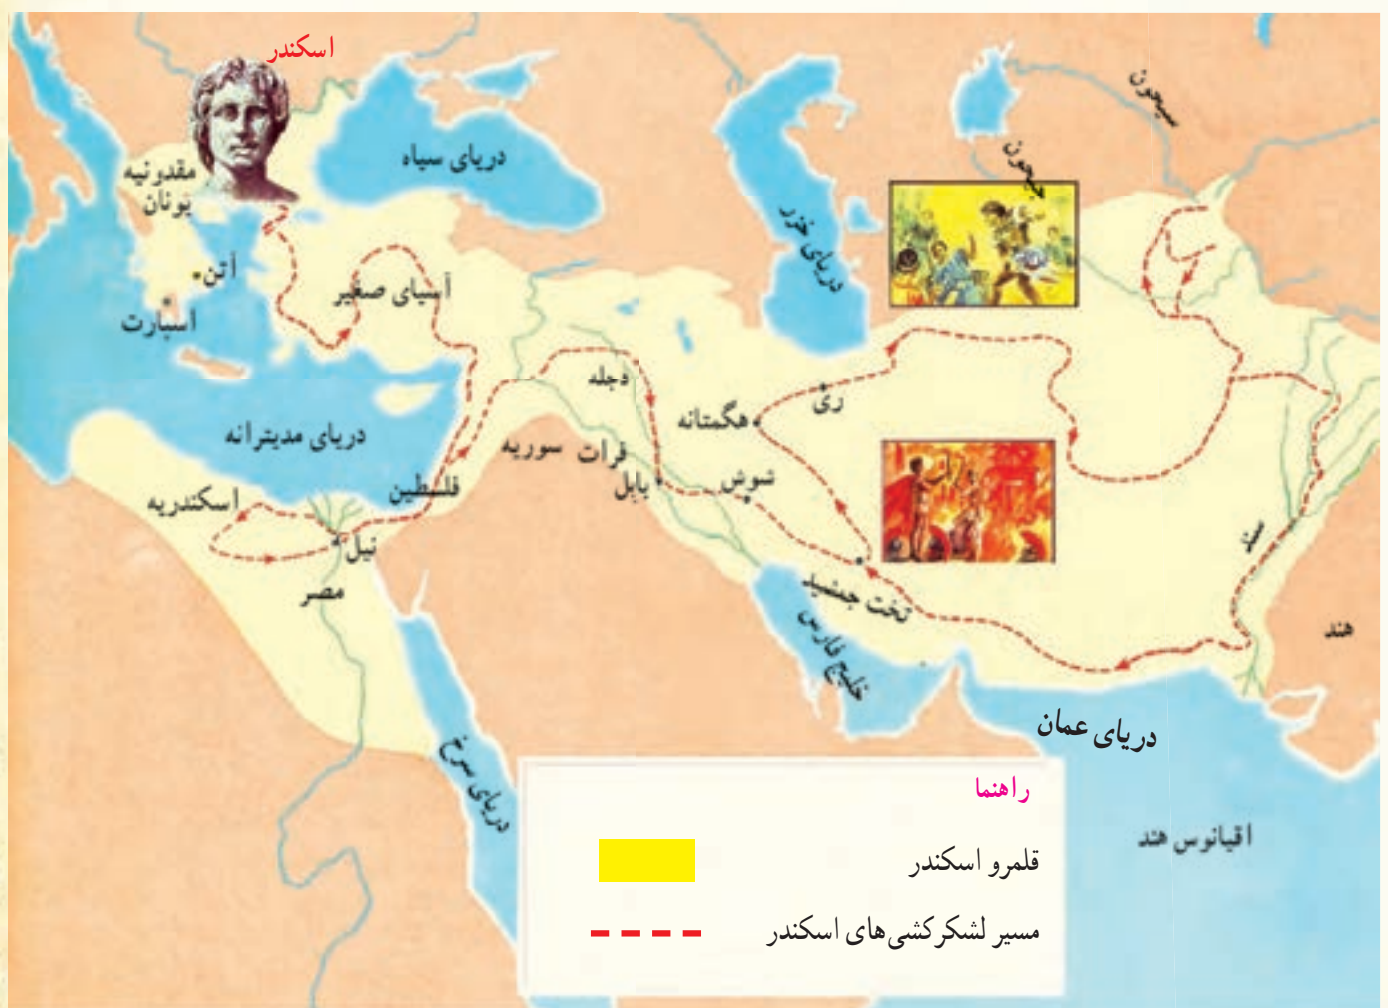 اسکندر
سیحون
جیحون
دریای سیاه
مقدونیه
یونان
دریای خزر
آتن
آسیای صغیر
اسپارت
دجله
ری
هگمتانه
دریای مدیترانه
سوریه
فرات
شوش
بابل
فلسطین
اسکندریه
سند
نیل
مصر
تخت جمشید
هند
خلیج فارس
دریای عمان
دریای سرخ
اقیانوس هند
راهنما
قلمرو اسکندر
مسیر لشکرکشی‌های اسکندر